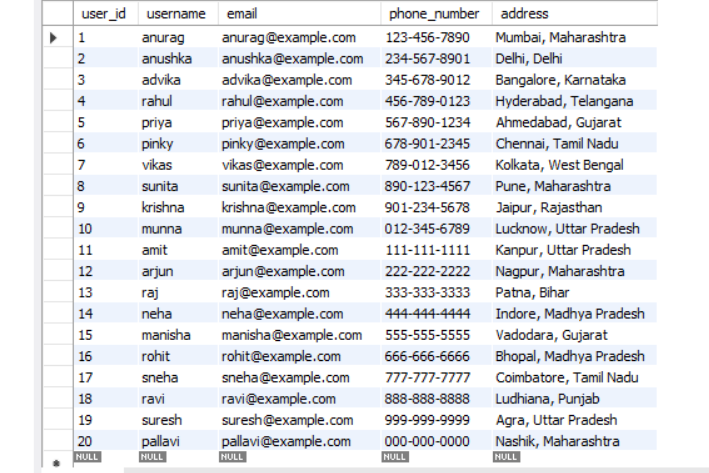 user_id username email phone_number address
1 anurag anurag@example.com 123-456-7890 Mumbai, Maharashtra
2 anushka anushka@example.com 234-567-8901 Delhi, Delhi
3 advika advika@example.com 345-678-9012 Bangalore, Karnataka
4 rahul rahul@example.com 456-789-0123 Hyderabad, Telangana
5 priya priya@example.com 567-890-1234 Ahmedabad, Gujarat
6 pinky pinky@example.com 678-901-2345 Chennai, Tamil Nadu
7 vikas vikas@example.com 789-012-3456 Kolkata, West Bengal
8 sunita sunita@example.com 890-123-4567 Pune, Maharashtra
9 krishna krishna@example.com 901-234-5678 Jaipur, Rajasthan
10 munna munna@example.com 012-345-6789 Lucknow, Uttar Pradesh
11 amit amit@example.com 111-111-1111 Kanpur, Uttar Pradesh
12 arjun arjun@example.com 222-222-2222 Nagpur, Maharashtra
13 raj raj@example.com 333-333-3333 Patna, Bihar
14 neha neha@example.com 444-444-4444 Indore, Madhya Pradesh
15 manisha manisha@example.com 555-555-5555 Vadodara, Gujarat
16 rohit rohit@example.com 666-666-6666 Bhopal, Madhya Pradesh
17 sneha sneha@example.com 777-777-7777 Coimbatore, Tamil Nadu
18 ravi ravi@example.com 888-888-8888 Ludhiana, Punjab
19 suresh suresh@example.com 999-999-9999 Agra, Uttar Pradesh
20 pallavi pallavi@example.com 000-000-0000 Nashik, Maharashtra
NULL NULL NULL NULL NULL